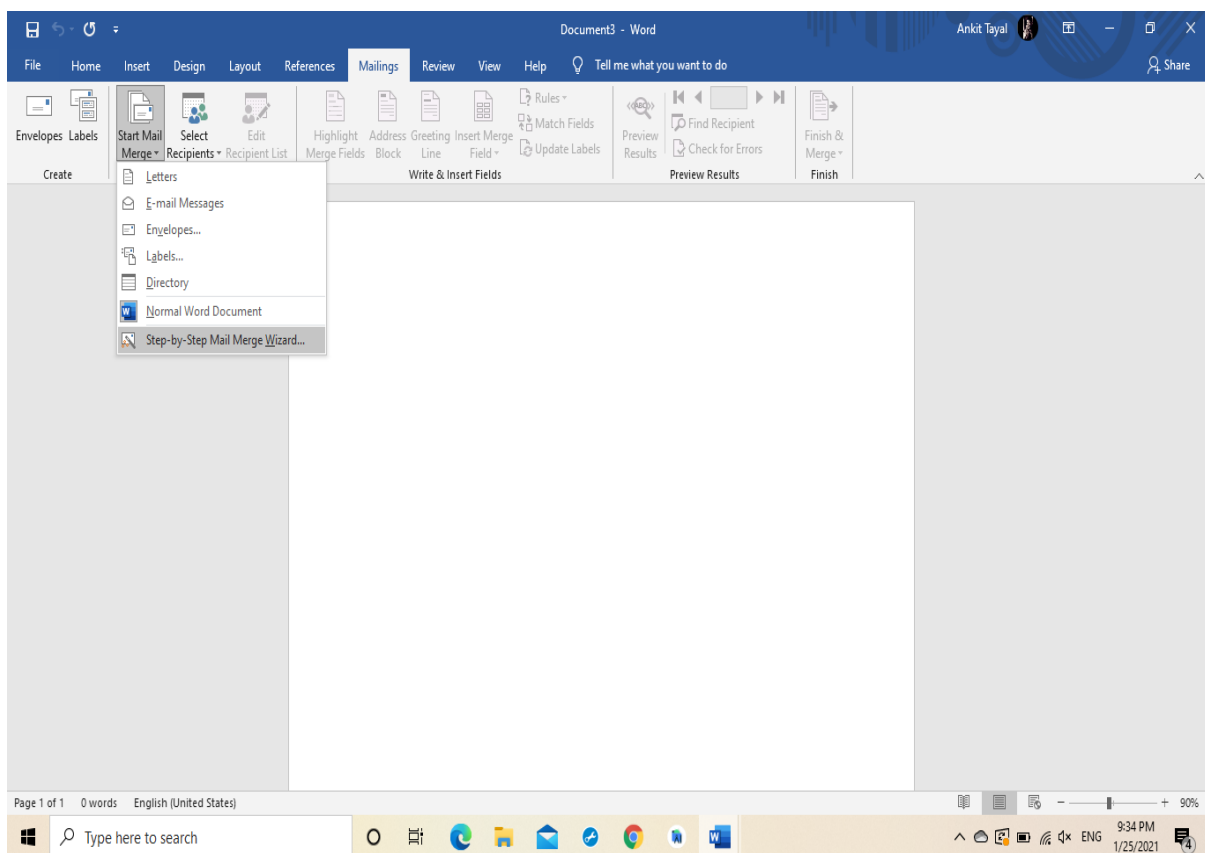 Document3 - Word
Ankit Tayal
File Home Insert Design Layout References Mailings Review View Help Tell me what you want to do Share
Envelopes Labels
Start Mail Merge
Select Recipients
Edit Recipient List
Highlight Merge Fields
Address Block
Greeting Line
Insert Merge Field
Rules
Match Fields
Update Labels
Preview Results
Find Recipient
Check for Errors
Finish & Merge
Create
Write & Insert Fields
Preview Results
Finish
Letters
E-mail Messages
Envelopes...
Labels...
Directory
Normal Word Document
Step-by-Step Mail Merge Wizard...
Page 1 of 1 0 words English (United States)
90%
Type here to search
ENG
9:34 PM
1/25/2021
4